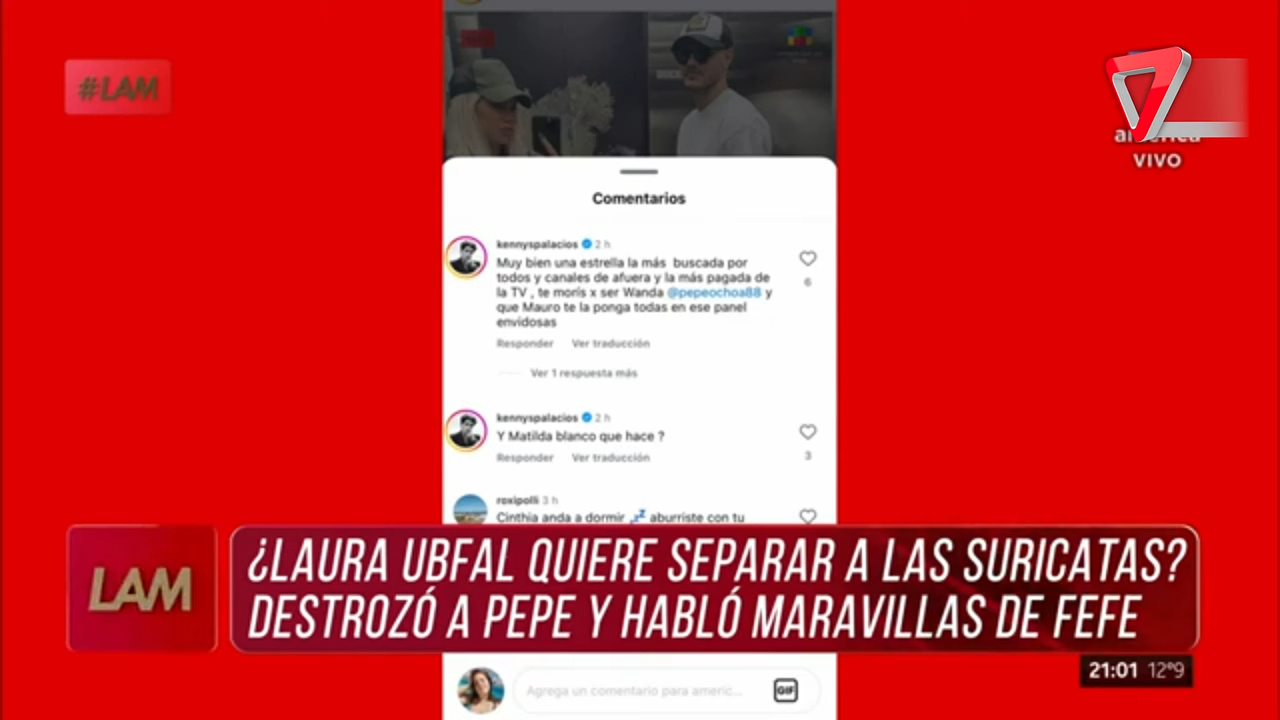 #LAM
américa
VIVO
Comentarios
kennyspalacios 2 h
Muy bien una estrella la más buscada por
todos y canales de afuera y la más pagada de
la TV , te morís x ser Wanda @pepeochoa88 y
que Mauro te la ponga todas en ese panel
envidosas
6
Responder Ver traducción
Ver 1 respuesta más
kennyspalacios 2 h
Y Matilda blanco que hace ?
Responder Ver traducción
3
roxipolli 3 h
Cinthia anda a dormir 💤 aburriste con tu
LAM
¿LAURA UBFAL QUIERE SEPARAR A LAS SURICATAS?
DESTROZÓ A PEPE Y HABLÓ MARAVILLAS DE FEFE
21:01 12º9
Agrega un comentario para americ...
GIF